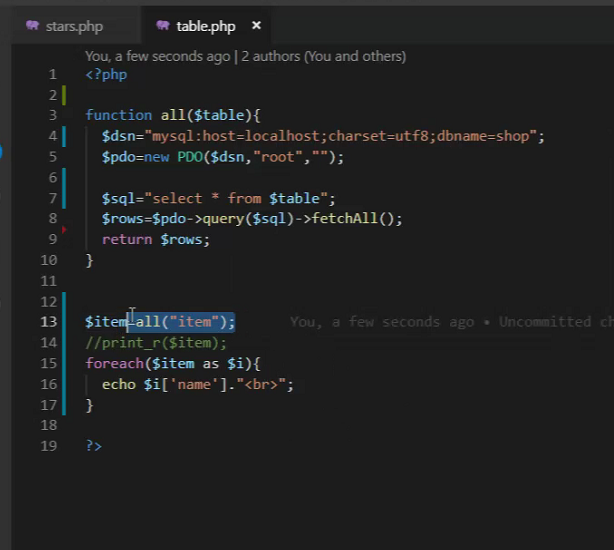 stars.php table.php ×
You, a few seconds ago | 2 authors (You and others)
1 <?php
2
3 function all($table){
4 $dsn="mysql:host=localhost;charset=utf8;dbname=shop";
5 $pdo=new PDO($dsn,"root","");
6
7 $sql="select * from $table";
8 $rows=$pdo->query($sql)->fetchAll();
9 return $rows;
10 }
11
12
13 $item=all("item"); You, a few seconds ago • Uncommitted ch
14 //print_r($item);
15 foreach($item as $i){
16 echo $i['name']."<br>";
17 }
18
19 ?>